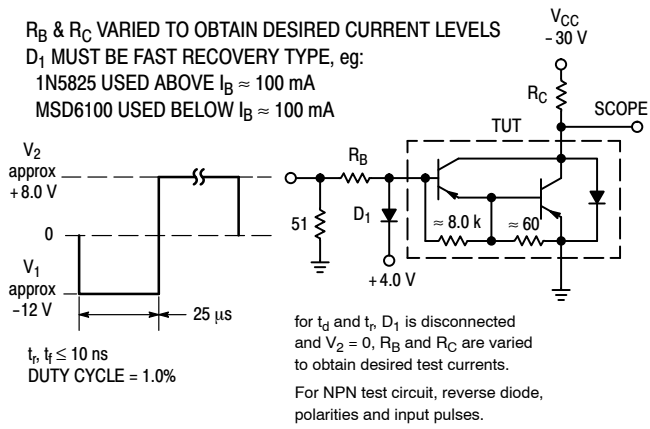 R_B & R_C VARIED TO OBTAIN DESIRED CURRENT LEVELS
D_1 MUST BE FAST RECOVERY TYPE, eg:
1N5825 USED ABOVE I_B ≈ 100 mA
MSD6100 USED BELOW I_B ≈ 100 mA
V_CC
- 30 V
R_C
SCOPE
TUT
V_2
approx
+8.0 V
0
V_1
approx
-12 V
25 µs
t_r, t_f ≤ 10 ns
DUTY CYCLE = 1.0%
R_B
51
D_1
+4.0 V
≈ 8.0 k
≈ 60
for t_d and t_r, D_1 is disconnected
and V_2 = 0, R_B and R_C are varied
to obtain desired test currents.
For NPN test circuit, reverse diode,
polarities and input pulses.